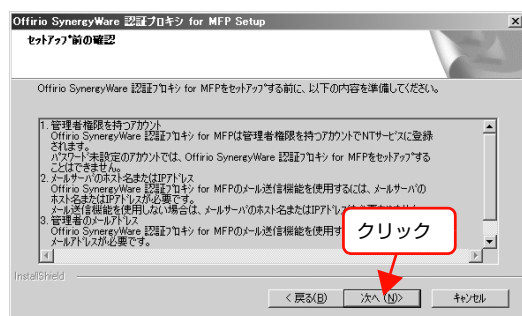 Offirio SynergyWare 認証プロキシ for MFP Setup
セットアップ前の確認
Offirio SynergyWare 認証プロキシ for MFPをセットアップする前に、以下の内容を準備してください。
1. 管理者権限を持つアカウント
Offirio SynergyWare 認証プロキシ for MFPは管理者権限を持つアカウントでNTサービスに登録
されます。
パスワード未設定のアカウントでは、Offirio SynergyWare 認証プロキシ for MFPをセットアップする
ことはできません。
2. メールサーバのホスト名またはIPアドレス
Offirio SynergyWare 認証プロキシ for MFPのメール送信機能を使用するには、メールサーバの
ホスト名またはIPアドレスが必要です。
メール送信機能を使用しない場合は、メールサーバのホスト名またはIPアドレスは
3. 管理者のメールアドレス
Offirio SynergyWare 認証プロキシ for MFPのメール送信機能を使用す
メールアドレスが必要です。
クリック
InstallShield
< 戻る(B)
次へ(N)>
キャンセル